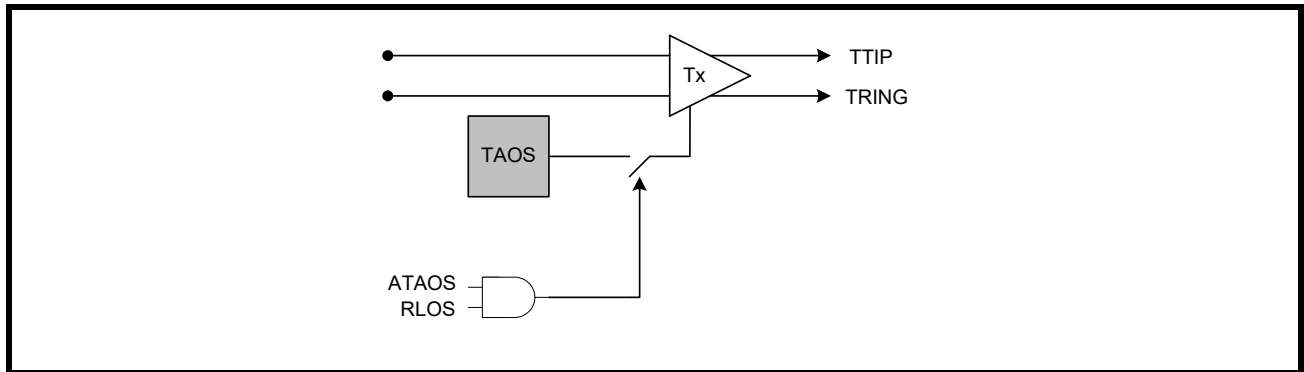 Tx
TTIP
TRING
TAOS
ATAOS
RLOS